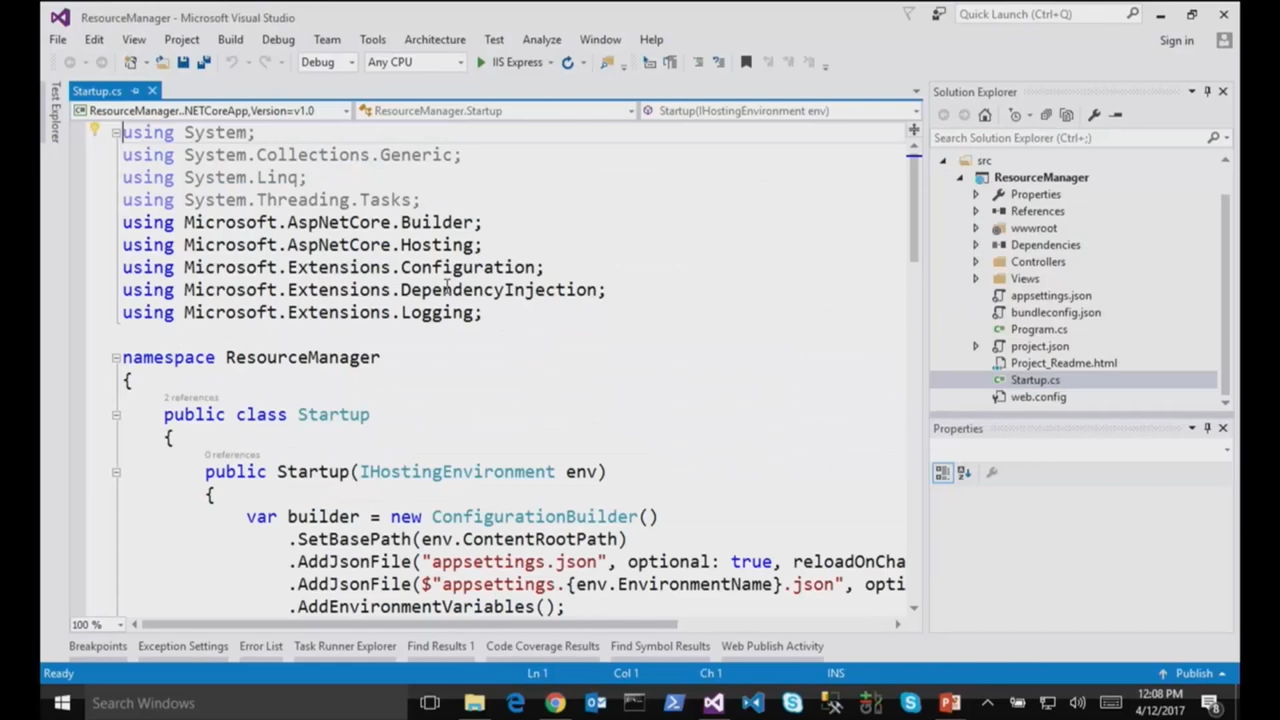 ResourceManager - Microsoft Visual Studio
Quick Launch (Ctrl+Q)
File Edit View Project Build Debug Team Tools Architecture Test Analyze Window Help
Sign in
Debug Any CPU IIS Express
Test Explorer
Startup.cs
ResourceManager..NETCoreApp,Version=v1.0 ResourceManager.Startup Startup(IHostingEnvironment env)
using System;
using System.Collections.Generic;
using System.Linq;
using System.Threading.Tasks;
using Microsoft.AspNetCore.Builder;
using Microsoft.AspNetCore.Hosting;
using Microsoft.Extensions.Configuration;
using Microsoft.Extensions.DependencyInjection;
using Microsoft.Extensions.Logging;
namespace ResourceManager
{
2 references
public class Startup
{
0 references
public Startup(IHostingEnvironment env)
{
var builder = new ConfigurationBuilder()
.SetBasePath(env.ContentRootPath)
.AddJsonFile("appsettings.json", optional: true, reloadOnCha
.AddJsonFile($"appsettings.{env.EnvironmentName}.json", opti
.AddEnvironmentVariables();
100 %
Solution Explorer
Search Solution Explorer (Ctrl+;)
src
ResourceManager
Properties
References
wwwroot
Dependencies
Controllers
Views
appsettings.json
bundleconfig.json
Program.cs
project.json
Project_Readme.html
Startup.cs
web.config
Properties
Breakpoints Exception Settings Error List Task Runner Explorer Find Results 1 Code Coverage Results Find Symbol Results Web Publish Activity
Ready Ln 1 Col 1 Ch 1 INS Publish
Search Windows
12:08 PM
4/12/2017
8